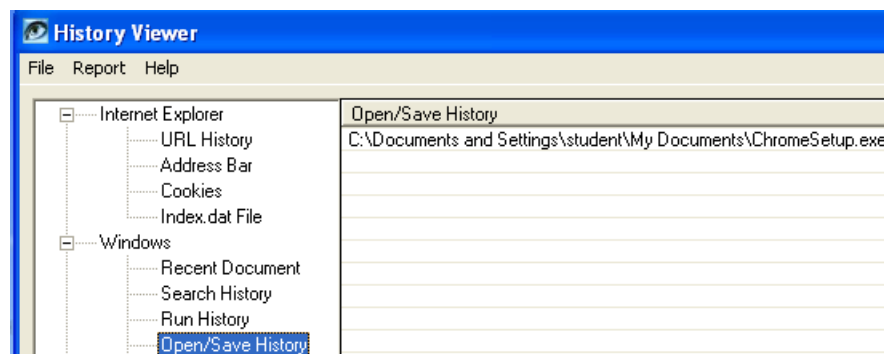 History Viewer
File Report Help
Internet Explorer
URL History
Address Bar
Cookies
Index.dat File
Windows
Recent Document
Search History
Run History
Open/Save History
Open/Save History
C:\Documents and Settings\student\My Documents\ChromeSetup.exe